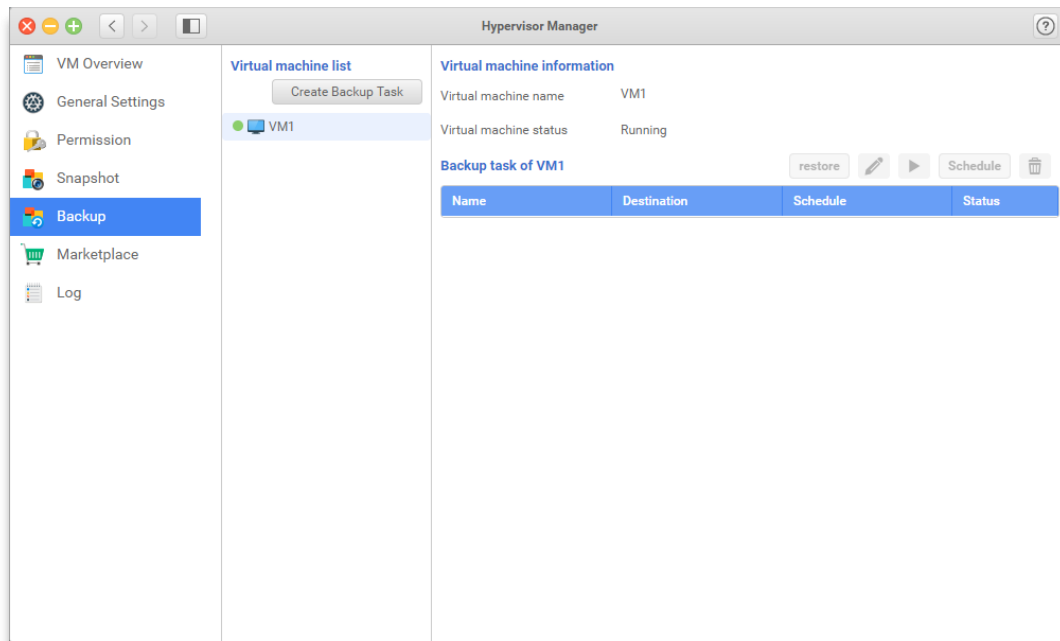 Hypervisor Manager
?
VM Overview
General Settings
Permission
Snapshot
Backup
Marketplace
Log
Virtual machine list
Create Backup Task
VM1
Virtual machine information
Virtual machine name VM1
Virtual machine status Running
Backup task of VM1 restore Schedule
Name Destination Schedule Status